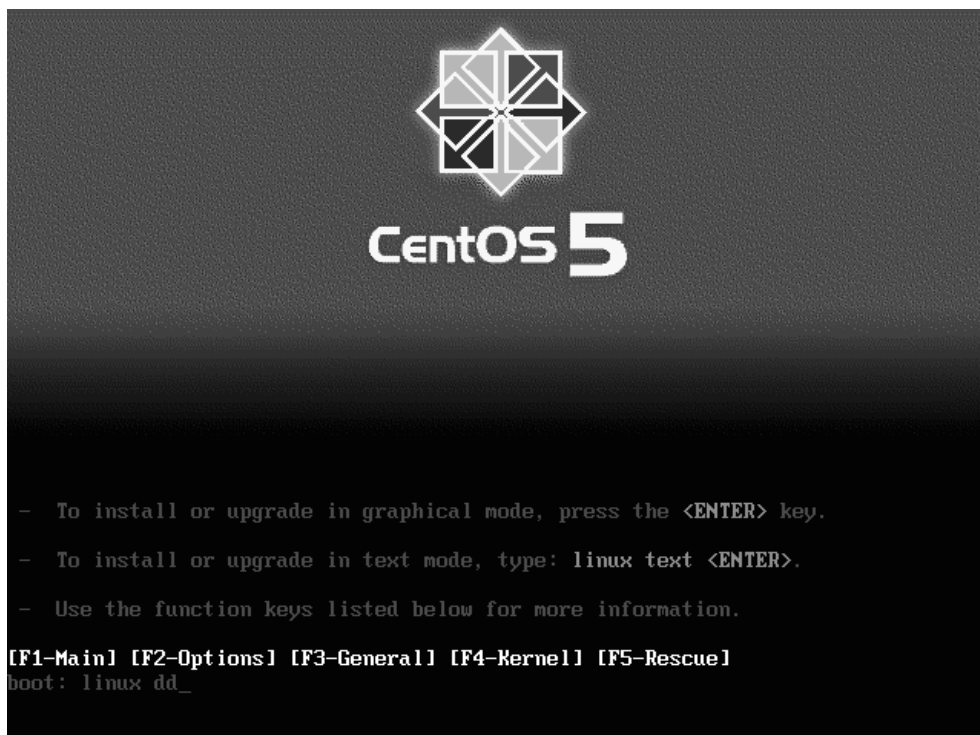 CentOS 5
- To install or upgrade in graphical mode, press the <ENTER> key.
- To install or upgrade in text mode, type: linux text <ENTER>.
- Use the function keys listed below for more information.
[F1-Main] [F2-Options] [F3-General] [F4-Kernel] [F5-Rescue]
boot: linux dd_